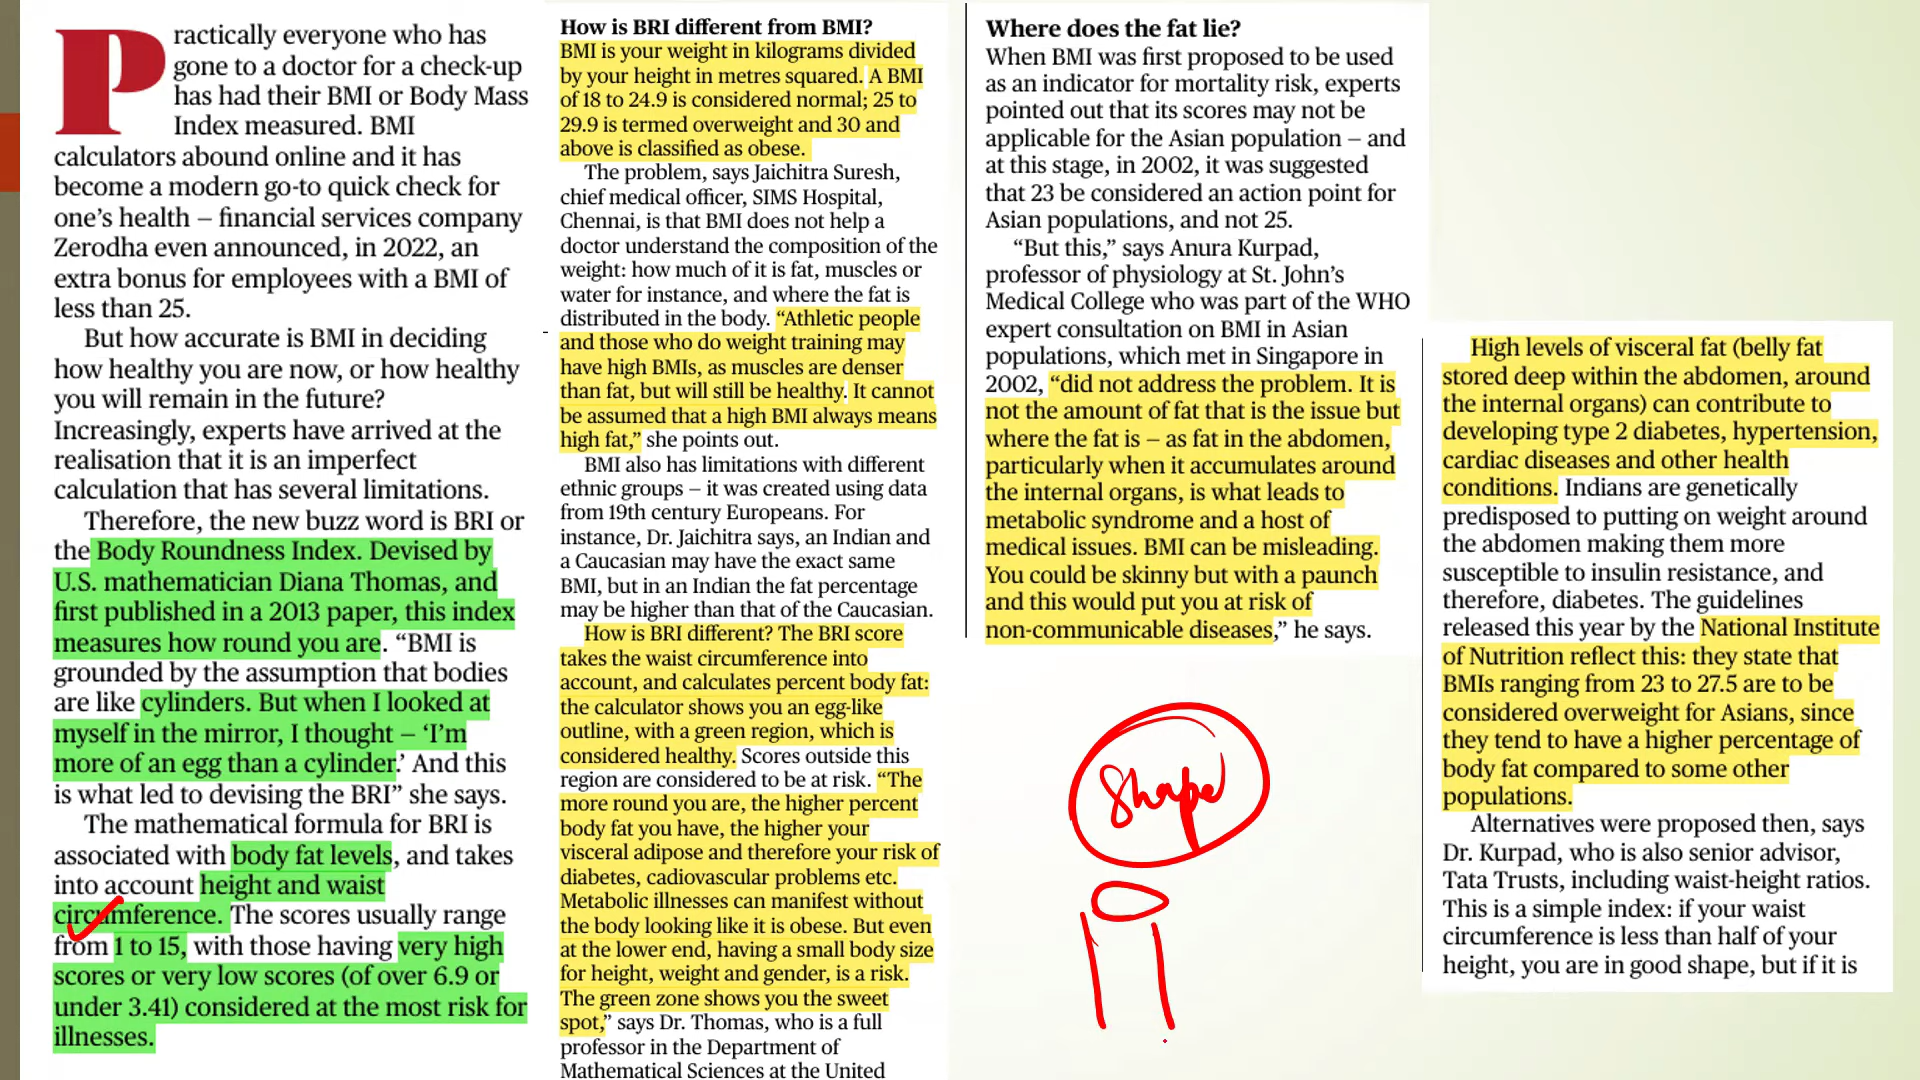 Practically everyone who has
gone to a doctor for a check-up
has had their BMI or Body Mass
Index measured. BMI
calculators abound online and it has
become a modern go-to quick check for
one’s health – financial services company
Zerodha even announced, in 2022, an
extra bonus for employees with a BMI of
less than 25.
But how accurate is BMI in deciding
how healthy you are now, or how healthy
you will remain in the future?
Increasingly, experts have arrived at the
realisation that it is an imperfect
calculation that has several limitations.
Therefore, the new buzz word is BRI or
the Body Roundness Index. Devised by
U.S. mathematician Diana Thomas, and
first published in a 2013 paper, this index
measures how round you are. “BMI is
grounded by the assumption that bodies
are like cylinders. But when I looked at
myself in the mirror, I thought – ‘I’m
more of an egg than a cylinder.’ And this
is what led to devising the BRI” she says.
The mathematical formula for BRI is
associated with body fat levels, and takes
into account height and waist
circumference. The scores usually range
from 1 to 15, with those having very high
scores or very low scores (of over 6.9 or
under 3.41) considered at the most risk for
illnesses.
How is BRI different from BMI?
BMI is your weight in kilograms divided
by your height in metres squared. A BMI
of 18 to 24.9 is considered normal; 25 to
29.9 is termed overweight and 30 and
above is classified as obese.
The problem, says Jaichitra Suresh,
chief medical officer, SIMS Hospital,
Chennai, is that BMI does not help a
doctor understand the composition of the
weight: how much of it is fat, muscles or
water for instance, and where the fat is
distributed in the body. “Athletic people
and those who do weight training may
have high BMIs, as muscles are denser
than fat, but will still be healthy. It cannot
be assumed that a high BMI always means
high fat,” she points out.
BMI also has limitations with different
ethnic groups – it was created using data
from 19th century Europeans. For
instance, Dr. Jaichitra says, an Indian and
a Caucasian may have the exact same
BMI, but in an Indian the fat percentage
may be higher than that of the Caucasian.
How is BRI different? The BRI score
takes the waist circumference into
account, and calculates percent body fat:
the calculator shows you an egg-like
outline, with a green region, which is
considered healthy. Scores outside this
region are considered to be at risk. “The
more round you are, the higher percent
body fat you have, the higher your
visceral adipose and therefore your risk of
diabetes, cadiovascular problems etc.
Metabolic illnesses can manifest without
the body looking like it is obese. But even
at the lower end, having a small body size
for height, weight and gender, is a risk.
The green zone shows you the sweet
spot,” says Dr. Thomas, who is a full
professor in the Department of
Mathematical Sciences at the United
Where does the fat lie?
When BMI was first proposed to be used
as an indicator for mortality risk, experts
pointed out that its scores may not be
applicable for the Asian population – and
at this stage, in 2002, it was suggested
that 23 be considered an action point for
Asian populations, and not 25.
“But this,” says Anura Kurpad,
professor of physiology at St. John’s
Medical College who was part of the WHO
expert consultation on BMI in Asian
populations, which met in Singapore in
2002, “did not address the problem. It is
not the amount of fat that is the issue but
where the fat is – as fat in the abdomen,
particularly when it accumulates around
the internal organs, is what leads to
metabolic syndrome and a host of
medical issues. BMI can be misleading.
You could be skinny but with a paunch
and this would put you at risk of
non-communicable diseases,” he says.
Shape
High levels of visceral fat (belly fat
stored deep within the abdomen, around
the internal organs) can contribute to
developing type 2 diabetes, hypertension,
cardiac diseases and other health
conditions. Indians are genetically
predisposed to putting on weight around
the abdomen making them more
susceptible to insulin resistance, and
therefore, diabetes. The guidelines
released this year by the National Institute
of Nutrition reflect this: they state that
BMIs ranging from 23 to 27.5 are to be
considered overweight for Asians, since
they tend to have a higher percentage of
body fat compared to some other
populations.
Alternatives were proposed then, says
Dr. Kurpad, who is also senior advisor,
Tata Trusts, including waist-height ratios.
This is a simple index: if your waist
circumference is less than half of your
height, you are in good shape, but if it is